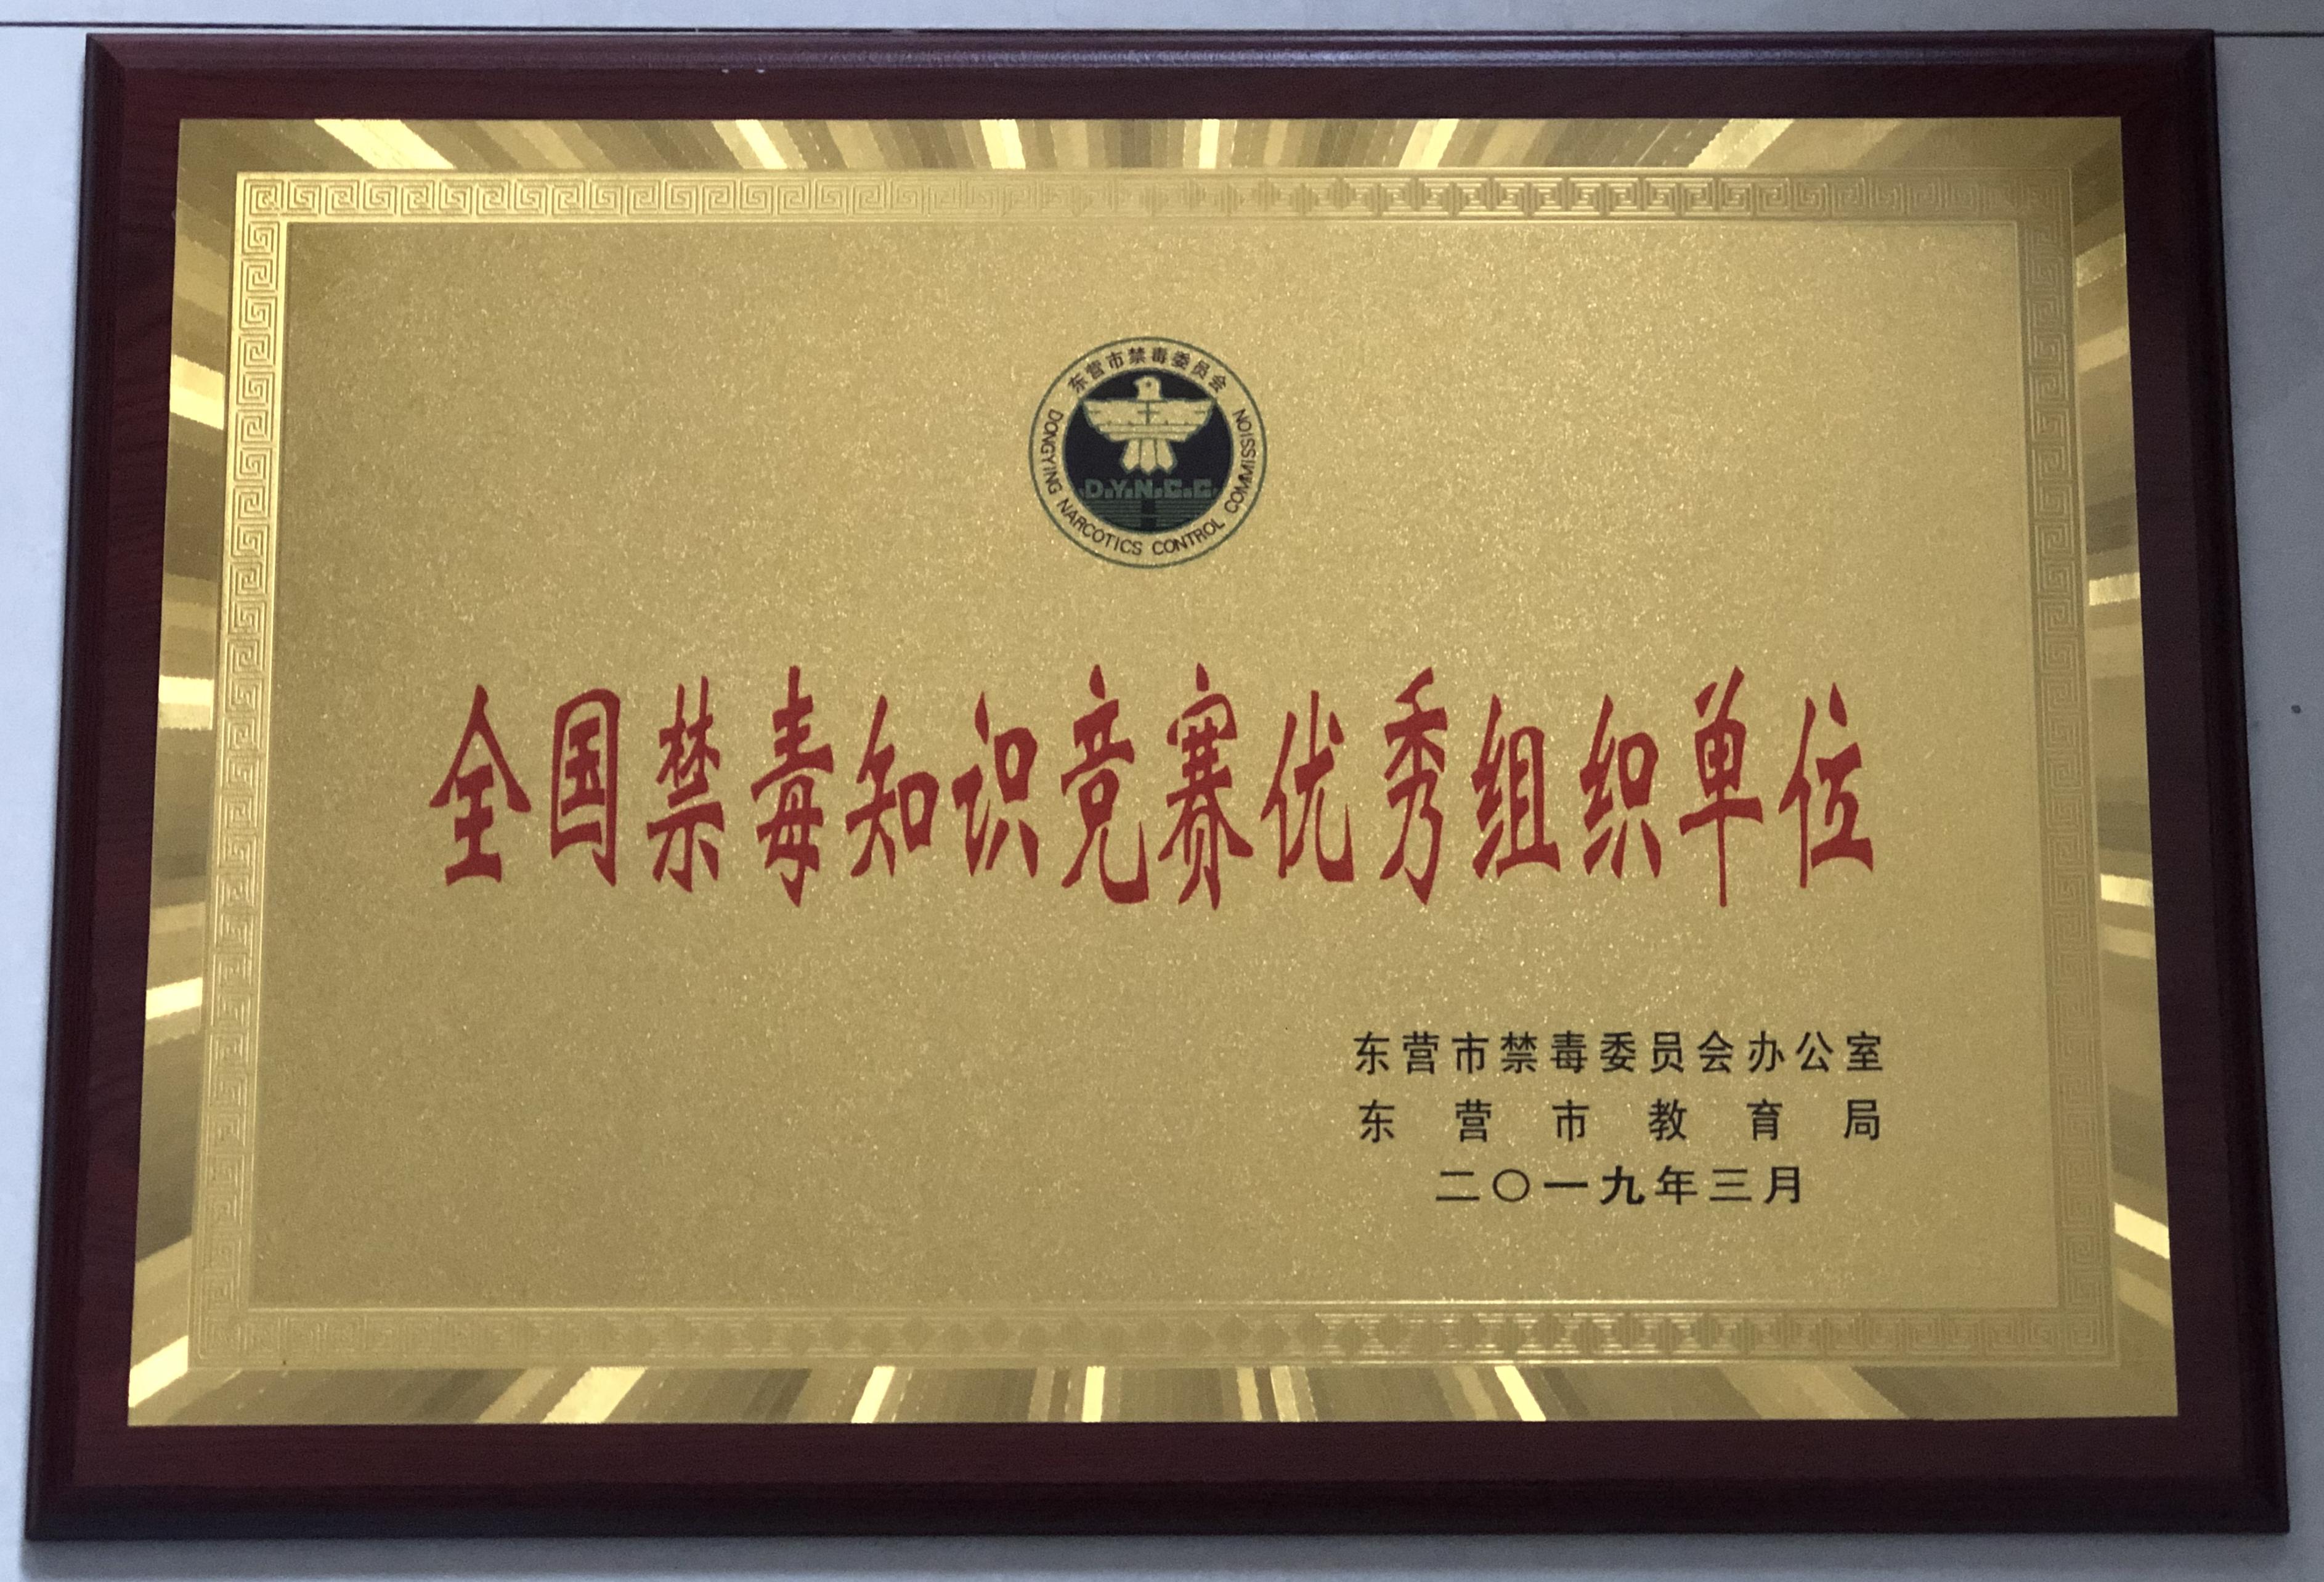 东营市禁毒委员会
DONGYING NARCOTICS CONTROL COMMISSION
D.Y.N.C.C.
全国禁毒知识竞赛优秀组织单位
东营市禁毒委员会办公室
东营市教育局
二〇一九年三月